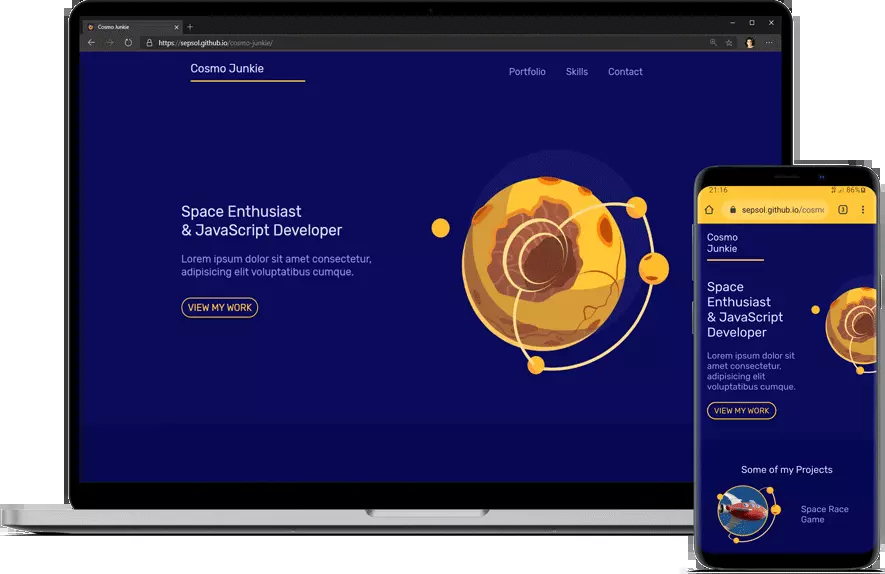 Cosmo Junkie
https://sepsol.github.io/cosmo-junkie/
Cosmo Junkie
Portfolio
Skills
Contact
Space Enthusiast
& JavaScript Developer
Lorem ipsum dolor sit amet consectetur,
adipisicing elit voluptatibus cumque.
VIEW MY WORK
21:16
86%
sepsol.github.io/cosmo
3
Cosmo
Junkie
Space
Enthusiast
& JavaScript
Developer
Lorem ipsum dolor sit
amet consectetur,
adipisicing elit
voluptatibus cumque.
VIEW MY WORK
Some of my Projects
Space Race
Game